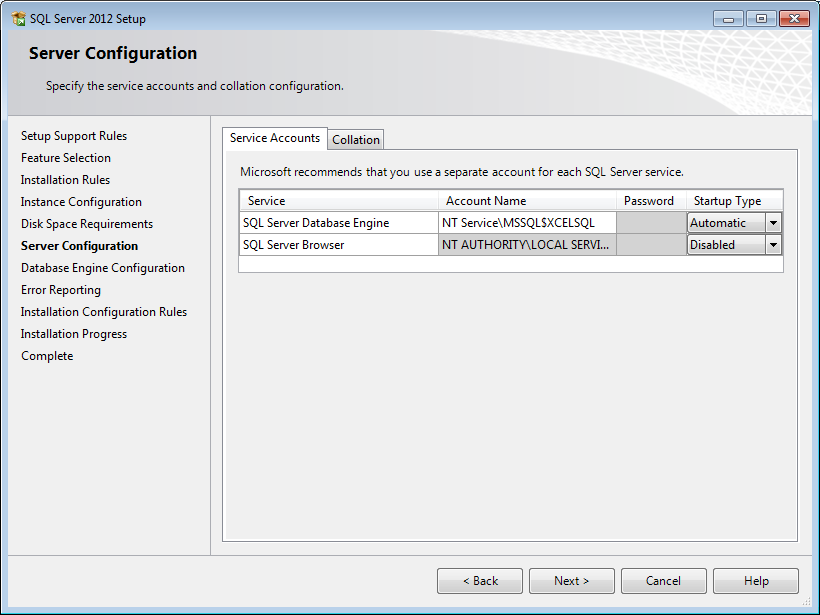 SQL Server 2012 Setup
Server Configuration
Specify the service accounts and collation configuration.
Setup Support Rules
Feature Selection
Installation Rules
Instance Configuration
Disk Space Requirements
Server Configuration
Database Engine Configuration
Error Reporting
Installation Configuration Rules
Installation Progress
Complete
Service Accounts Collation
Microsoft recommends that you use a separate account for each SQL Server service.
Service Account Name Password Startup Type
SQL Server Database Engine NT Service\MSSQL$XCELSQL Automatic
SQL Server Browser NT AUTHORITY\LOCAL SERVI... Disabled
< Back Next > Cancel Help